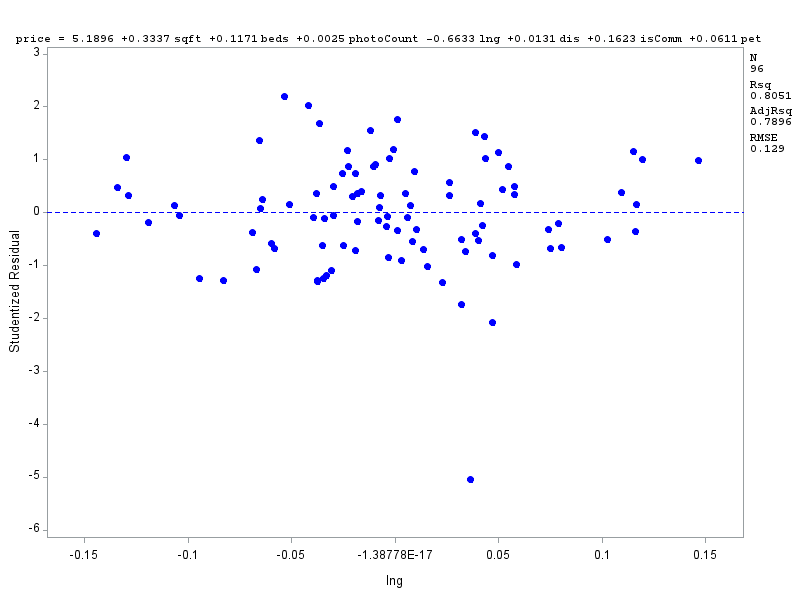 price = 5.1896 +0.3337 sqft +0.1171 beds +0.0025 photoCount -0.6633 lng +0.0131 dis +0.1623 isComm +0.0611 pet
N
96
Rsq
0.8051
AdjRsq
0.7896
RMSE
0.129
Studentized Residual
3
2
1
0
-1
-2
-3
-4
-5
-6
-0.15 -0.1 -0.05 -1.38778E-17 0.05 0.1 0.15
lng